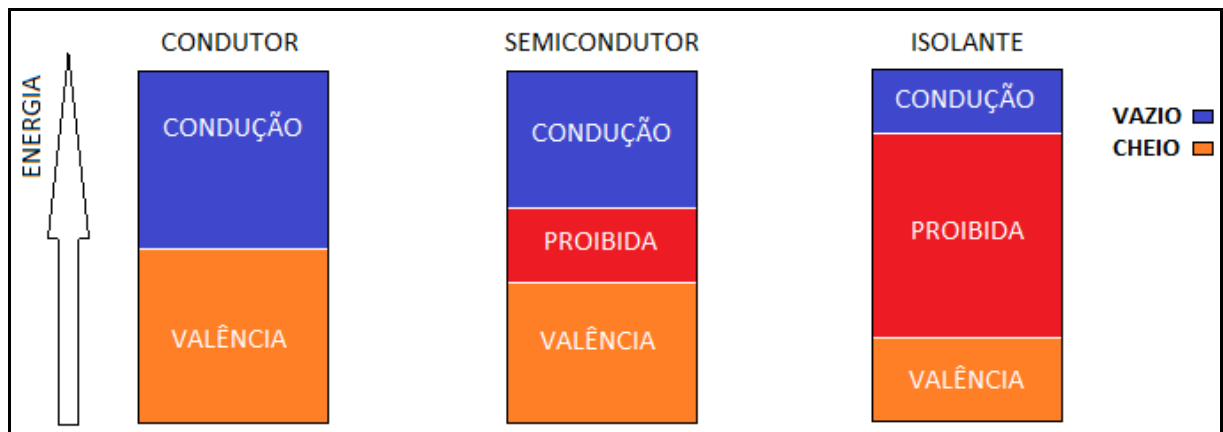 CONDUTOR
SEMICONDUTOR
ISOLANTE
ENERGIA
CONDUÇÃO
VALÊNCIA
CONDUÇÃO
PROIBIDA
VALÊNCIA
CONDUÇÃO
PROIBIDA
VALÊNCIA
VAZIO
CHEIO